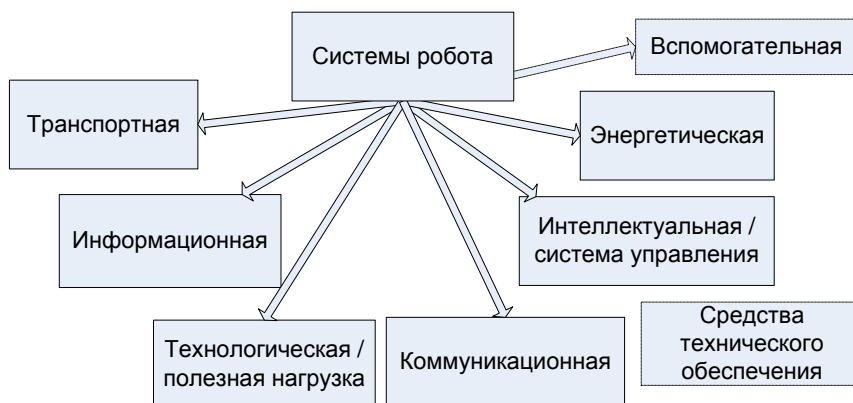 Системы робота
Вспомогательная
Транспортная
Энергетическая
Информационная
Интеллектуальная /
система управления
Технологическая /
полезная нагрузка
Коммуникационная
Средства
технического
обеспечения